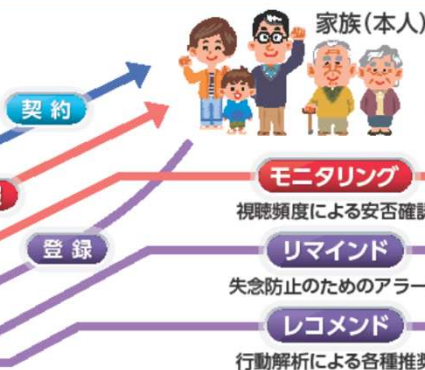 家族(本人)
契約
モニタリング
視聴頻度による安否確認
登録
リマインド
失念防止のためのアラー
レコメンド
行動解析による各種推奨